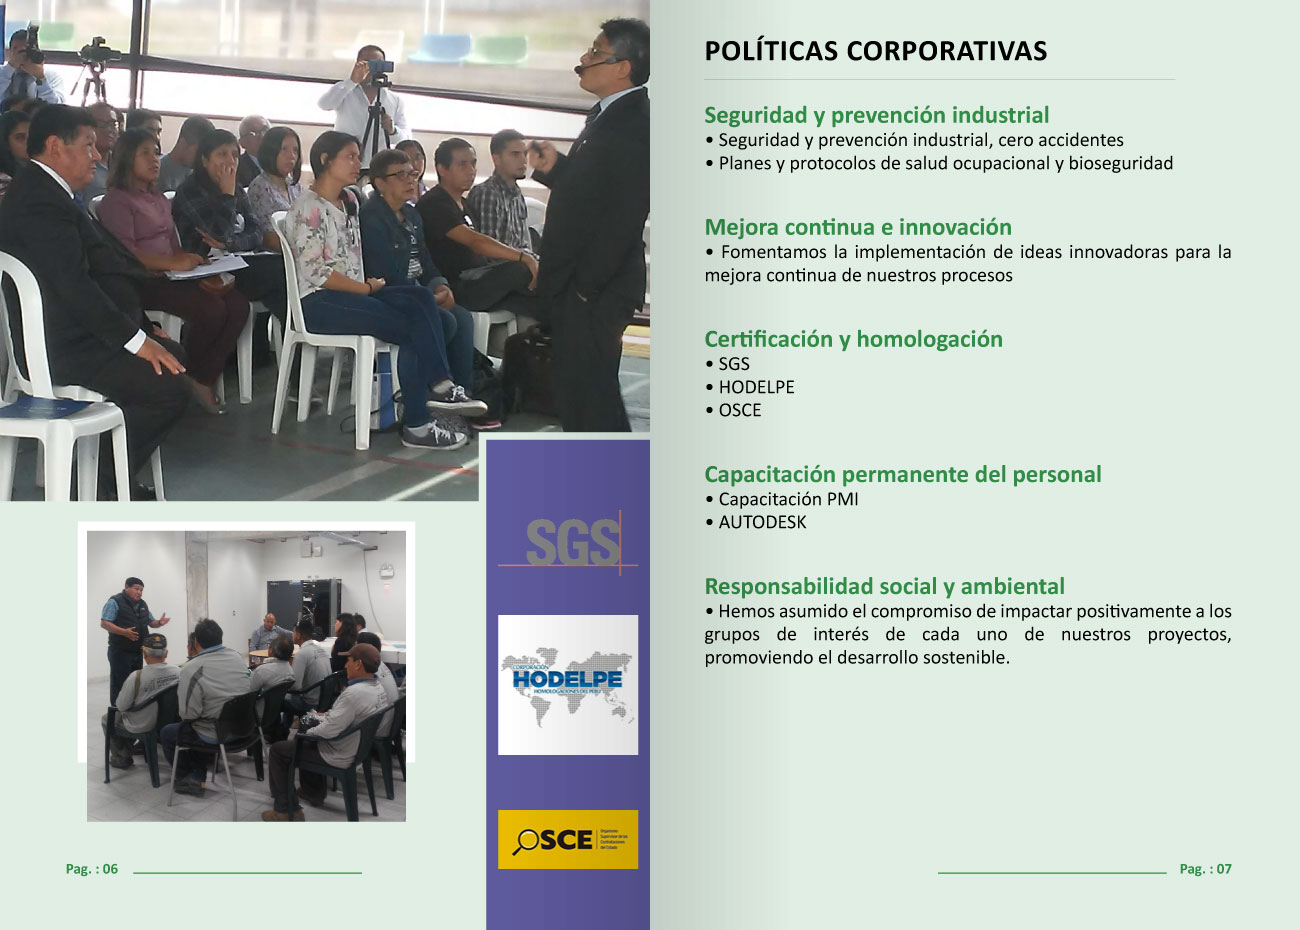 SGS
CORPORACIÓN
HODELPE
HOMOLOGACIONES DEL PERÚ
OSCE
Organismo
Supervisor de las
Contrataciones
del Estado
Pag. : 06
POLÍTICAS CORPORATIVAS
Seguridad y prevención industrial
• Seguridad y prevención industrial, cero accidentes
• Planes y protocolos de salud ocupacional y bioseguridad
Mejora continua e innovación
• Fomentamos la implementación de ideas innovadoras para la
mejora continua de nuestros procesos
Certificación y homologación
• SGS
• HODELPE
• OSCE
Capacitación permanente del personal
• Capacitación PMI
• AUTODESK
Responsabilidad social y ambiental
• Hemos asumido el compromiso de impactar positivamente a los
grupos de interés de cada uno de nuestros proyectos,
promoviendo el desarrollo sostenible.
Pag. : 07